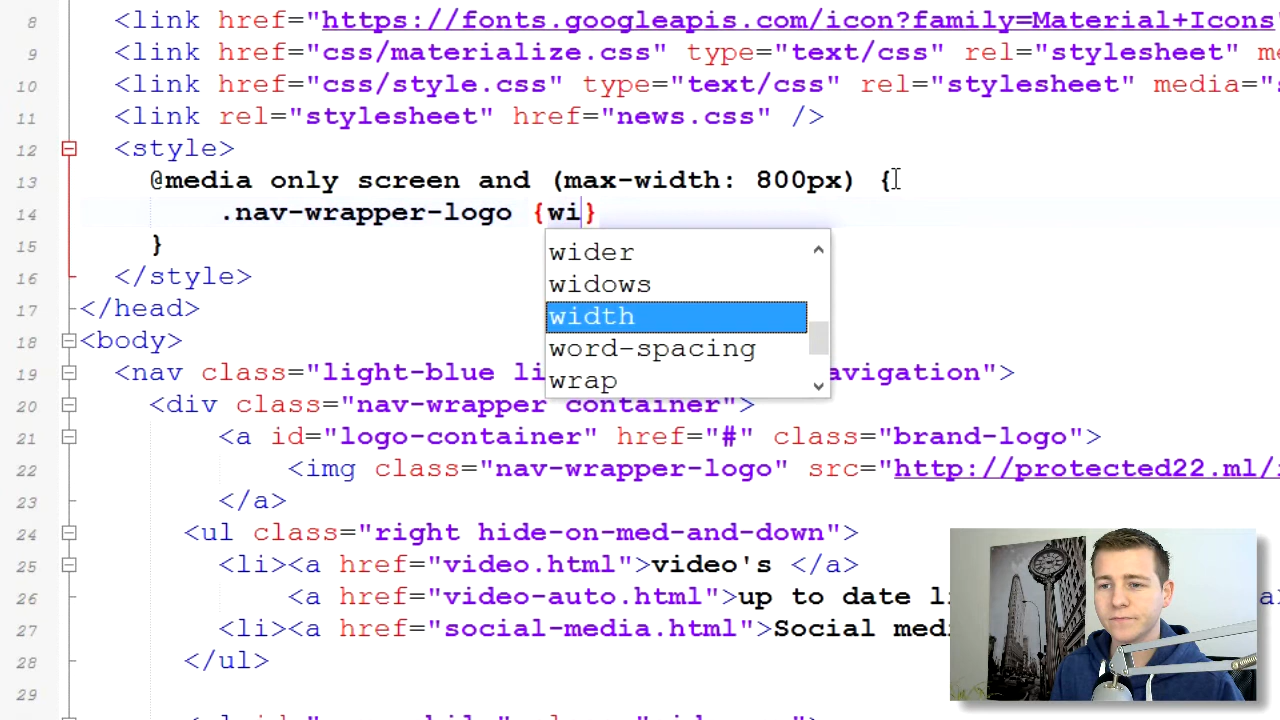 8 <link href="https://fonts.googleapis.com/icon?family=Material+Icons"
9 <link href="css/materialize.css" type="text/css" rel="stylesheet" me
10 <link href="css/style.css" type="text/css" rel="stylesheet" media="s
11 <link rel="stylesheet" href="news.css" />
12 <style>
13 @media only screen and (max-width: 800px) {
14 .nav-wrapper-logo {wi}
15 }
wider
16 </style>
widows
17 </head>
width
18 <body>
word-spacing
19 <nav class="light-blue li avigation">
wrap
20 <div class="nav-wrapper container">
21 <a id="logo-container" href="#" class="brand-logo">
22 <img class="nav-wrapper-logo" src="http://protected22.ml/i
23 </a>
24 <ul class="right hide-on-med-and-down">
25 <li><a href="video.html">video's </a>
26 <a href="video-auto.html">up to date l
27 <li><a href="social-media.html">Social med
28 </ul>
29